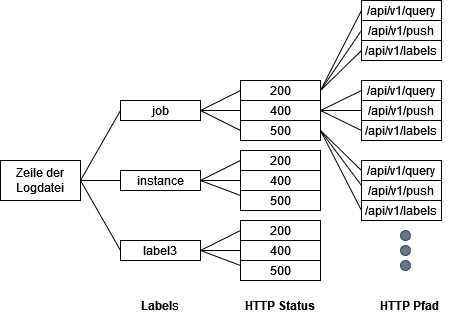 /api/v1/query
/api/v1/push
/api/v1/labels
200
400
500
/api/v1/query
/api/v1/push
/api/v1/labels
job
Zeile der
Logdatei
instance
200
400
500
/api/v1/query
/api/v1/push
/api/v1/labels
label3
200
400
500
Labels
HTTP Status
HTTP Pfad